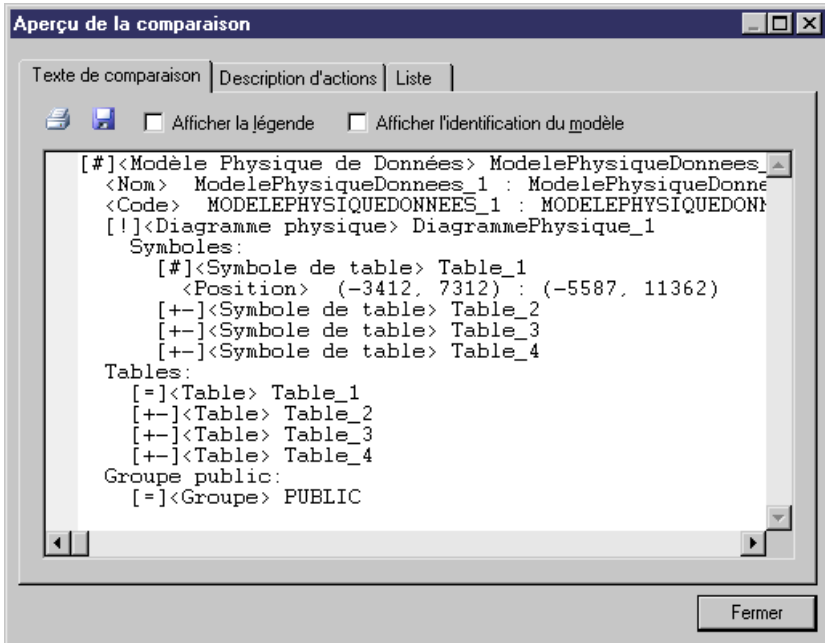 Aperçu de la comparaison
Texte de comparaison Description d'actions Liste
Afficher la légende Afficher l'identification du modèle
[#]<Modèle Physique de Données> ModelePhysiqueDonnees_
<Nom> ModelePhysiqueDonnees_1 : ModelePhysiqueDonne
<Code> MODELEPHYSIQUEDONNEES_1 : MODELEPHYSIQUEDONN
[!]<Diagramme physique> DiagrammePhysique_1
Symboles:
[#]<Symbole de table> Table_1
<Position> (-3412, 7312) : (-5587, 11362)
[+-]<Symbole de table> Table_2
[+-]<Symbole de table> Table_3
[+-]<Symbole de table> Table_4
Tables:
[=]<Table> Table_1
[+-]<Table> Table_2
[+-]<Table> Table_3
[+-]<Table> Table_4
Groupe public:
[=]<Groupe> PUBLIC
Fermer